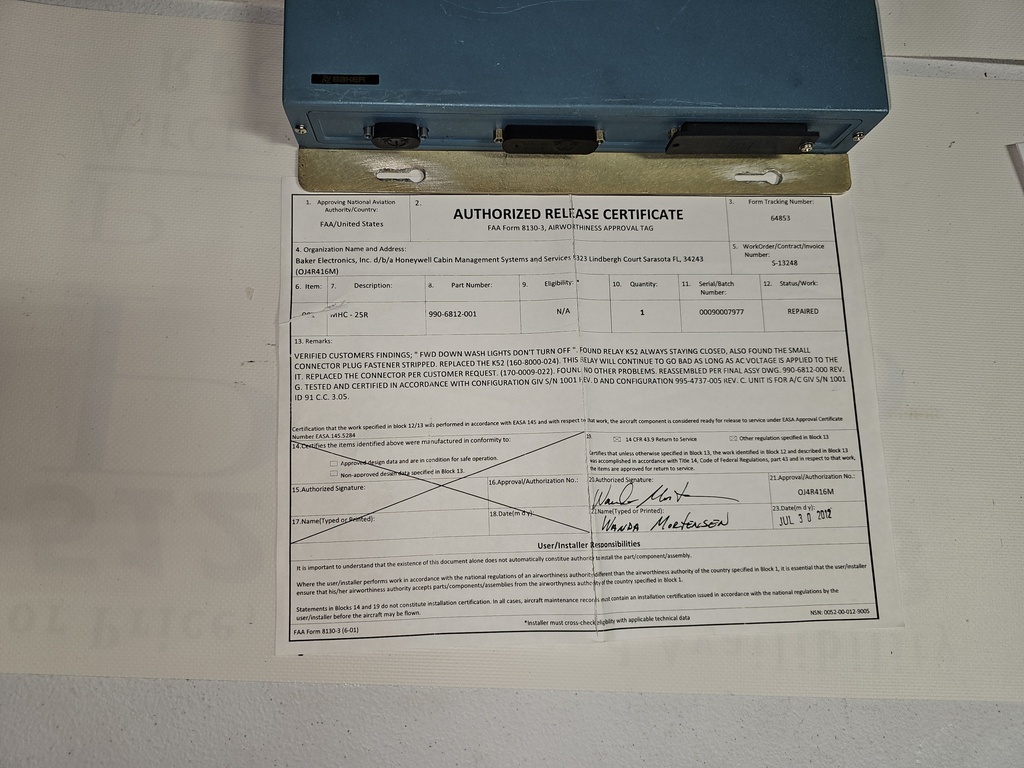 BAKER
1. Approving National Aviation Authority/Country:
FAA/United States
2.
AUTHORIZED RELEASE CERTIFICATE
FAA Form 8130-3, AIRWORTHINESS APPROVAL TAG
3. Form Tracking Number:
64853
4. Organization Name and Address:
Baker Electronics, Inc. d/b/a Honeywell Cabin Management Systems and Services 6323 Lindbergh Court Sarasota FL, 34243
(OJ4R416M)
5. WorkOrder/Contract/Invoice Number:
S-13248
6. Item: 7. Description: 8. Part Number: 9. Eligibility: * 10. Quantity: 11. Serial/Batch Number: 12. Status/Work:
MHC - 25R 990-6812-001 N/A 1 00090007977 REPAIRED
13. Remarks:
VERIFIED CUSTOMERS FINDINGS; " FWD DOWN WASH LIGHTS DON'T TURN OFF ". FOUND RELAY K52 ALWAYS STAYING CLOSED, ALSO FOUND THE SMALL
CONNECTOR PLUG FASTENER STRIPPED. REPLACED THE K52 (160-8000-024). THIS RELAY WILL CONTINUE TO GO BAD AS LONG AS AC VOLTAGE IS APPLIED TO THE
IT. REPLACED THE CONNECTOR PER CUSTOMER REQUEST. (170-0009-022). FOUND NO OTHER PROBLEMS. REASSEMBLED PER FINAL ASSY DWG. 990-6812-000 REV.
G. TESTED AND CERTIFIED IN ACCORDANCE WITH CONFIGURATION GIV S/N 1001 REV. D AND CONFIGURATION 995-4737-005 REV. C. UNIT IS FOR A/C GIV S/N 1001
ID 91 C.C. 3.05.
Certification that the work specified in block 12/13 was performed in accordance with EASA 145 and with respect to that work, the aircraft component is considered ready for release to service under EASA Approval Certificate
Number EASA.145.5284
14. Certifies the items identified above were manufactured in conformity to:
Approved design data and are in condition for safe operation.
Non-approved design data specified in Block 13.
19. 14 CFR 43.9 Return to Service Other regulation specified in Block 13
Certifies that unless otherwise specified in Block 13, the work identified in Block 12 and described in Block 13
was accomplished in accordance with Title 14, Code of Federal Regulations, part 43 and in respect to that work,
the items are approved for return to service.
15. Authorized Signature:
16. Approval/Authorization No.:
20. Authorized Signature:
21. Approval/Authorization No.:
OJ4R416M
17. Name(Typed or Printed):
18. Date(m d y):
Name(Typed or Printed):
WANDA MORTENSEN
23. Date(m d y):
JUL 30 2012
User/Installer Responsibilities
It is important to understand that the existence of this document alone does not automatically constitute authority to install the part/component/assembly.
Where the user/installer performs work in accordance with the national regulations of an airworthiness authority different than the airworthiness authority of the country specified in Block 1, it is essential that the user/installer
ensure that his/her airworthiness authority accepts parts/components/assemblies from the airworthyness authority of the country specified in Block 1.
Statements in Blocks 14 and 19 do not constitute installation certification. In all cases, aircraft maintenance records must contain an installation certification issued in accordance with the national regulations by the
user/installer before the aircraft may be flown.
FAA Form 8130-3 (6-01)
*Installer must cross-check eligiblity with applicable technical data
NSN: 0052-00-012-9005